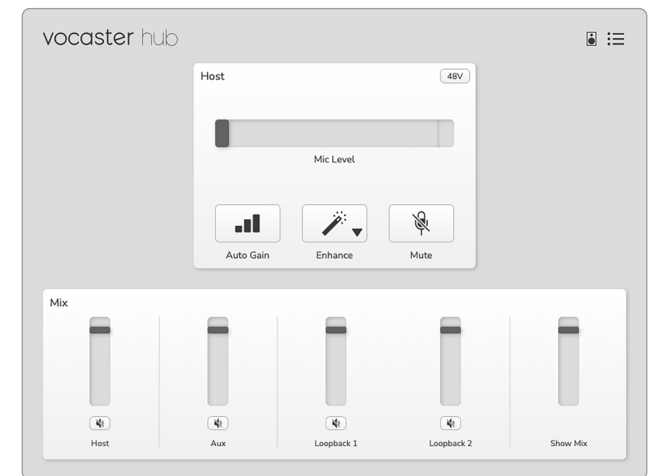 vocaster hub
Host
48V
Mic Level
Auto Gain
Enhance
Mute
Mix
Host
Aux
Loopback 1
Loopback 2
Show Mix